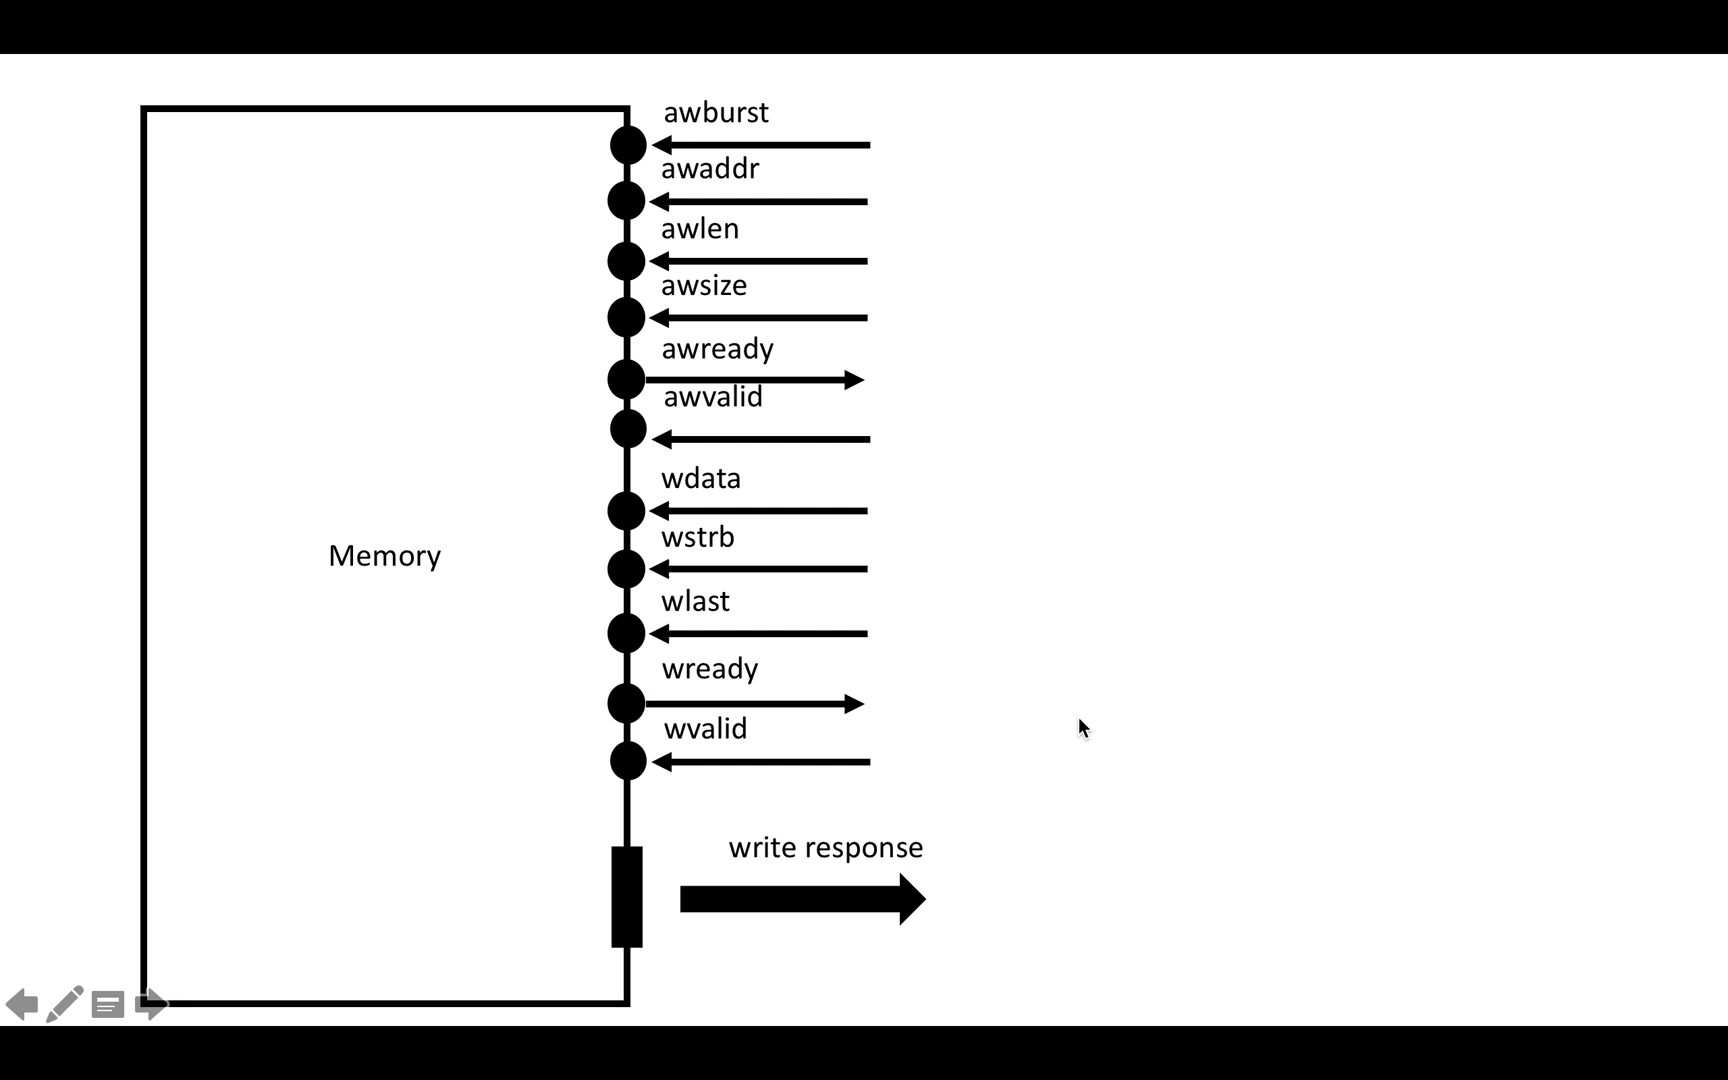 awburst
awaddr
awlen
awsize
awready
awvalid
wdata
wstrb
Memory
wlast
wready
wvalid
write response